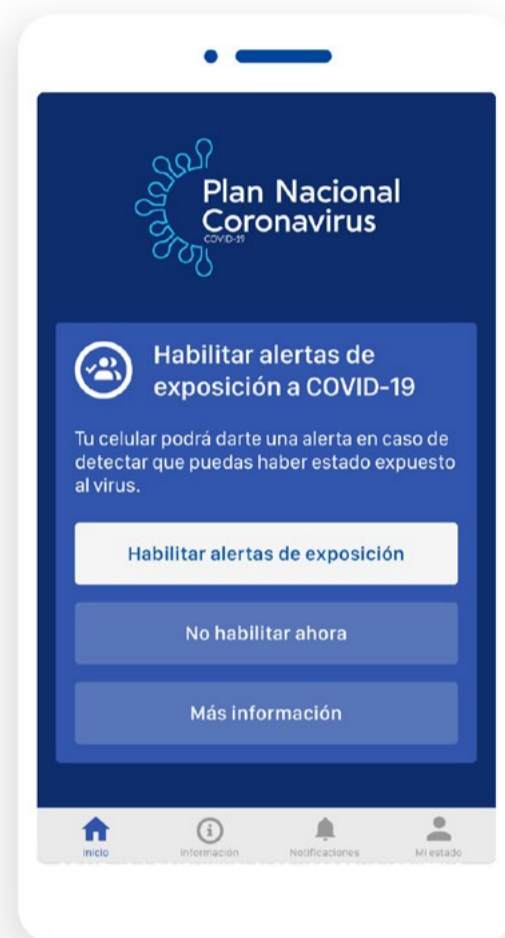 Plan Nacional
Coronavirus
COVID-19
Habilitar alertas de
exposición a COVID-19
Tu celular podrá darte una alerta en caso de
detectar que puedas haber estado expuesto
al virus.
Habilitar alertas de exposición
No habilitar ahora
Más información
Inicio
Información
Notificaciones
Mi estado